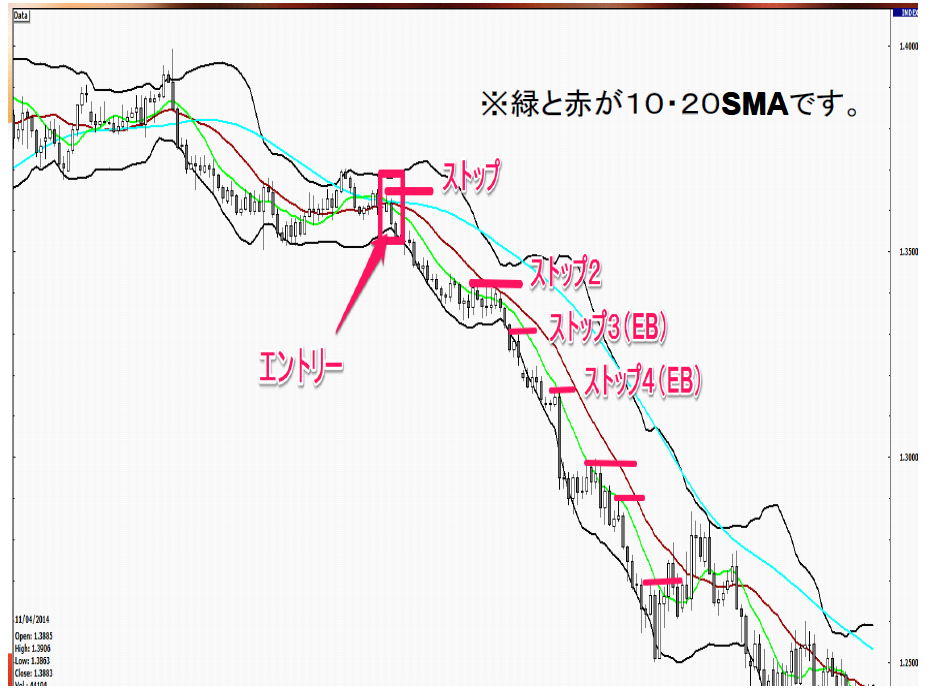 Data
INDEX
1.4000
※緑と赤が10・20SMAです。
ストップ
1.3500
ストップ2
ストップ3(EB)
エントリー
ストップ4(EB)
1.3000
11/04/2014
Open: 1.3885
High: 1.3906
Low: 1.3863
Close: 1.3883
1.2500